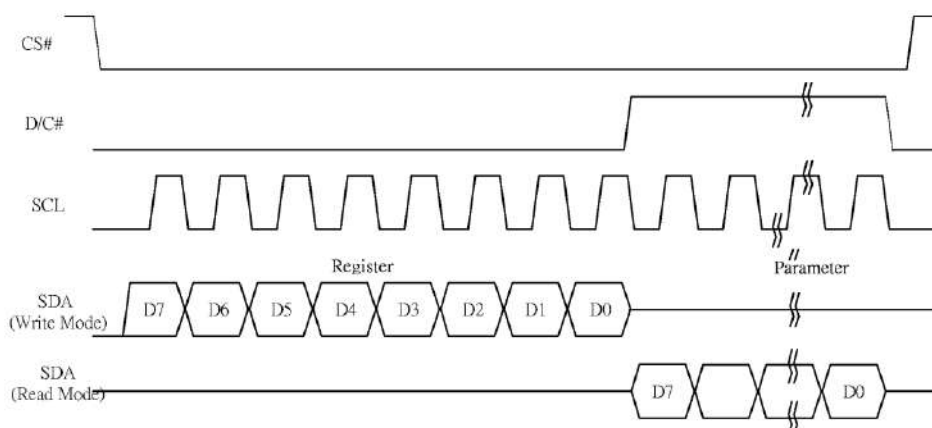 CS#
D/C#
SCL
Register
Parameter
SDA
(Write Mode)
D7 D6 D5 D4 D3 D2 D1 D0
SDA
(Read Mode)
D7 D0